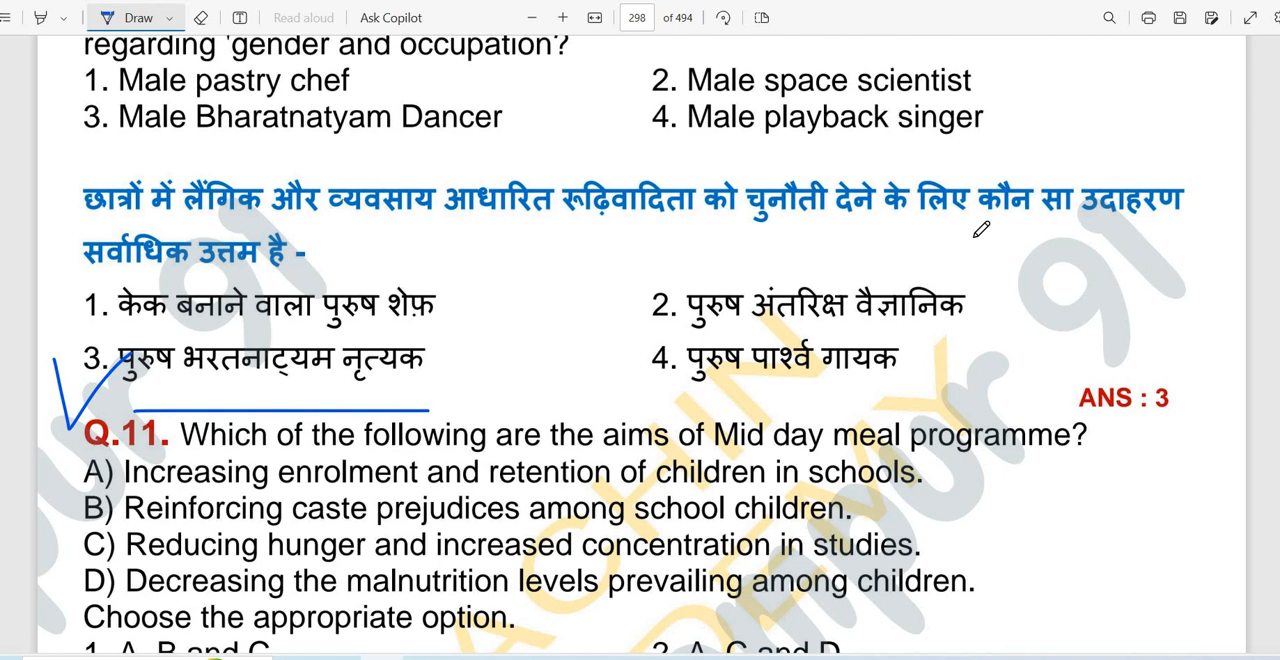 Draw
Read aloud
Ask Copilot
298 of 494
regarding 'gender and occupation?
1. Male pastry chef 2. Male space scientist
3. Male Bharatnatyam Dancer 4. Male playback singer
छात्रों में लैंगिक और व्यवसाय आधारित रूढ़िवादिता को चुनौती देने के लिए कौन सा उदाहरण
सर्वाधिक उत्तम है -
1. केक बनाने वाला पुरुष शेफ़ 2. पुरुष अंतरिक्ष वैज्ञानिक
3. पुरुष भरतनाट्यम नृत्यक 4. पुरुष पार्श्व गायक
ANS : 3
Q.11. Which of the following are the aims of Mid day meal programme?
A) Increasing enrolment and retention of children in schools.
B) Reinforcing caste prejudices among school children.
C) Reducing hunger and increased concentration in studies.
D) Decreasing the malnutrition levels prevailing among children.
Choose the appropriate option.
1. A, B and C 2. A, C and D